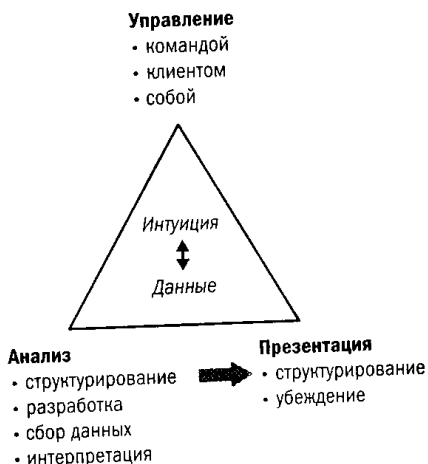 Управление
• командой
• клиентом
• собой
Интуиция
Данные
Анализ
• структурирование
• разработка
• сбор данных
• интерпретация
Презентация
• структурирование
• убеждение